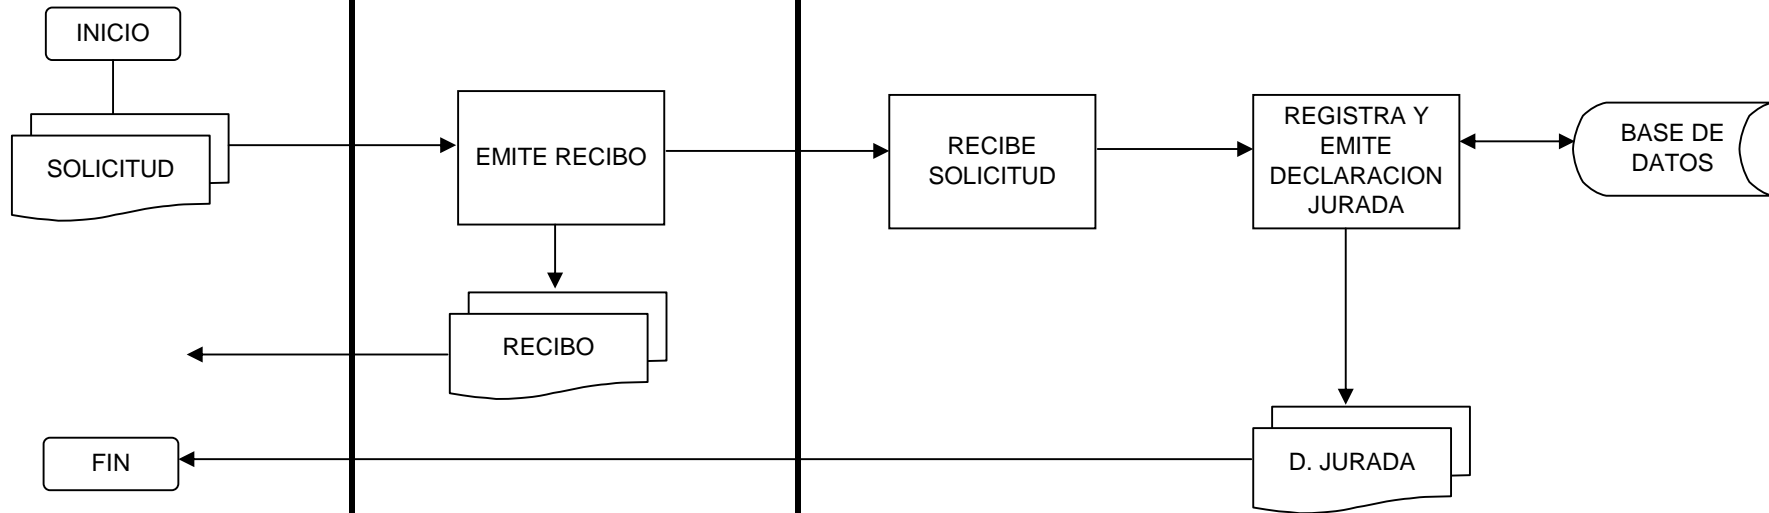 INICIO
SOLICITUD
EMITE RECIBO
RECIBE
SOLICITUD
REGISTRA Y
EMITE
DECLARACION
JURADA
BASE DE
DATOS
RECIBO
FIN
D. JURADA